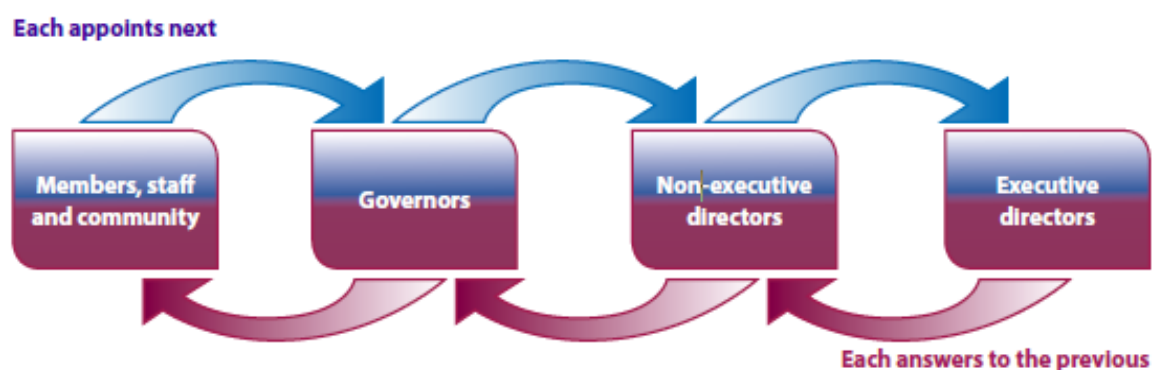 Each appoints next
Members, staff
and community
Governors
Non-executive
directors
Executive
directors
Each answers to the previous